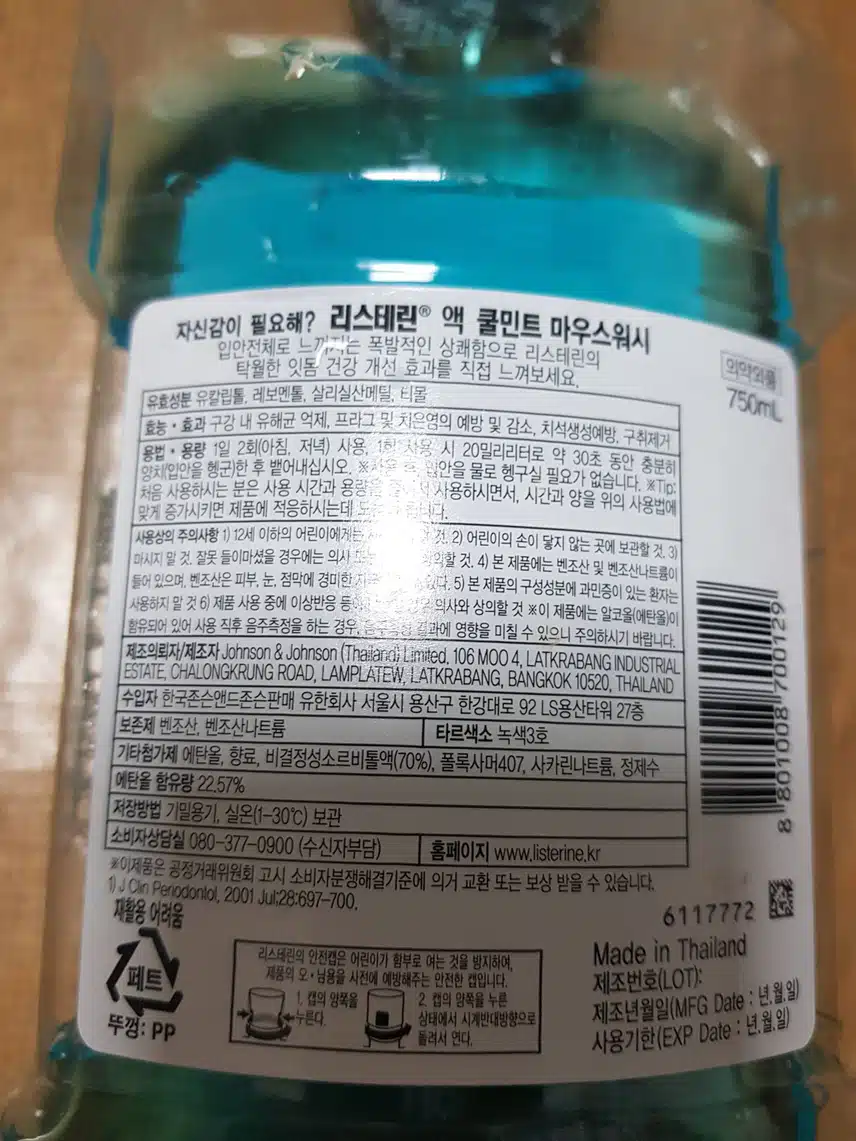 자신감이 필요해? 리스테린® 액 쿨민트 마우스워시
입안전체로 느껴지는 폭발적인 상쾌함으로 리스테린의
탁월한 잇몸 건강 개선 효과를 직접 느껴보세요.
의약외품
750mL
유효성분 유칼립톨, 레보멘톨, 살리실산메틸, 티몰
효능·효과 구강 내 유해균 억제, 프라그 및 치은염의 예방 및 감소, 치석생성예방, 구취제거
용법·용량 1일 2회(아침, 저녁) 사용, 1회 사용 시 20밀리리터로 약 30초 동안 충분히
양치(입안을 헹굼)한 후 뱉어내십시오. ※사용 후, 입안을 물로 헹구실 필요가 없습니다. ※Tip:
처음 사용하시는 분은 사용 시간과 용량을 사용하시면서, 시간과 양을 위의 사용법에
맞게 증가시키면 제품에 적응하시는데
사용상의 주의사항 1) 12세 이하의 어린이에게는 것. 2) 어린이의 손이 닿지 않는 곳에 보관할 것. 3)
마시지 말 것. 잘못 들이마셨을 경우에는 의사 또는 할 것. 4) 본 제품에는 벤조산 및 벤조산나트륨이
들어 있으며, 벤조산은 피부, 눈, 점막에 경미한 있다. 5) 본 제품의 구성성분에 과민증이 있는 환자는
사용하지 말 것 6) 제품 사용 중에 이상반응 의사와 상의할 것 ※이 제품에는 알코올(에탄올)이
함유되어 있어 사용 직후 음주측정을 하는 경우, 음주측정 결과에 영향을 미칠 수 있으니 주의하시기 바랍니다.
제조의뢰자/제조자 Johnson & Johnson (Thailand) Limited, 106 MOO 4, LATKRABANG INDUSTRIAL
ESTATE, CHALONGKRUNG ROAD, LAMPLATEW, LATKRABANG, BANGKOK 10520, THAILAND
수입자 한국존슨앤드존슨판매 유한회사 서울시 용산구 한강대로 92 LS용산타워 27층
보존제 벤조산, 벤조산나트륨
타르색소 녹색3호
기타첨가제 에탄올, 향료, 비결정성소르비톨액(70%), 폴록사머407, 사카린나트륨, 정제수
에탄올 함유량 22.57%
저장방법 기밀용기, 실온(1-30℃) 보관
소비자상담실 080-377-0900 (수신자부담)
홈페이지 www.listerine.kr
※이제품은 공정거래위원회 고시 소비자분쟁해결기준에 의거 교환 또는 보상 받을 수 있습니다.
1) J Clin Periodontol, 2001 Jul;28:697-700.
8 801008 700129
재활용 어려움
페트
뚜껑: PP
리스테린의 안전캡은 어린이가 함부로 여는 것을 방지하여,
제품의 오·남용을 사전에 예방해주는 안전한 캡입니다.
1. 캡의 양쪽을
누른다.
2. 캡의 양쪽을 누른
상태에서 시계반대방향으로
돌려서 연다.
6117772
Made in Thailand
제조번호(LOT):
제조년월일(MFG Date : 년.월.일)
사용기한(EXP Date : 년.월.일)